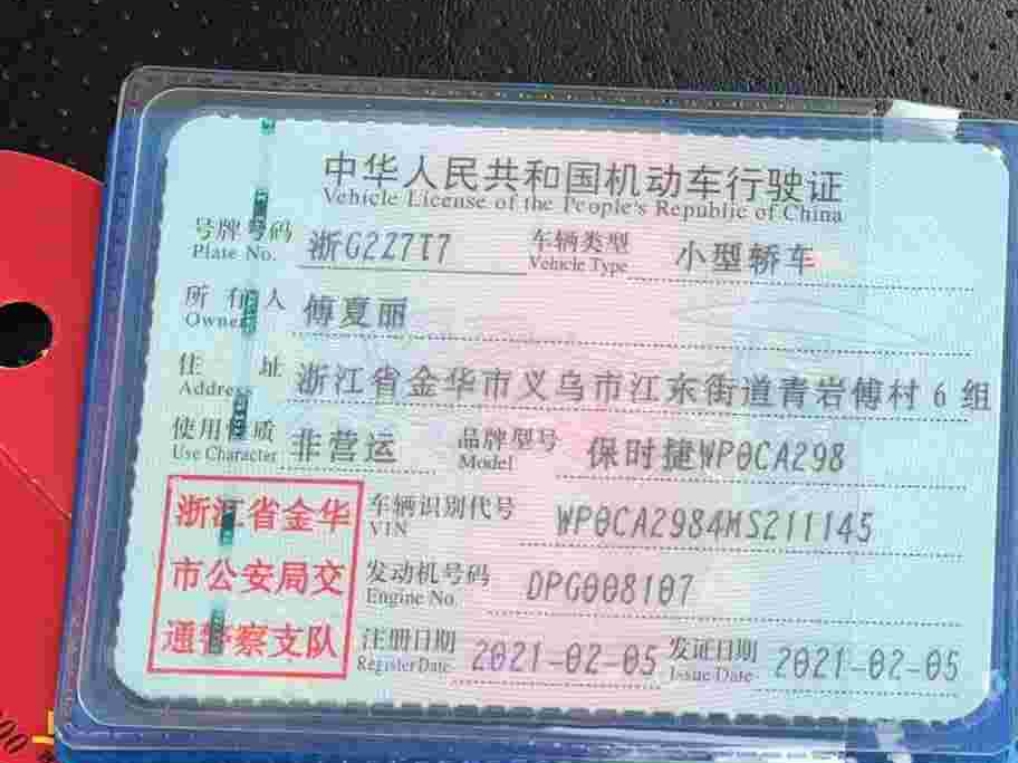 中华人民共和国机动车行驶证
Vehicle License of the People's Republic of China
号牌号码 浙G2Z7T7 车辆类型 小型轿车
Plate No. Vehicle Type
所有人 傅夏丽
Owner
住址 浙江省金华市义乌市江东街道青岩傅村6组
Address
使用性质 非营运 品牌型号 保时捷WP0CA298
Use Character Model
浙江省金华 车辆识别代号 WP0CA2984MS211145
VIN
市公安局交 发动机号码 DPG008107
Engine No.
通警察支队 注册日期 2021-02-05 发证日期 2021-02-05
Register Date Issue Date